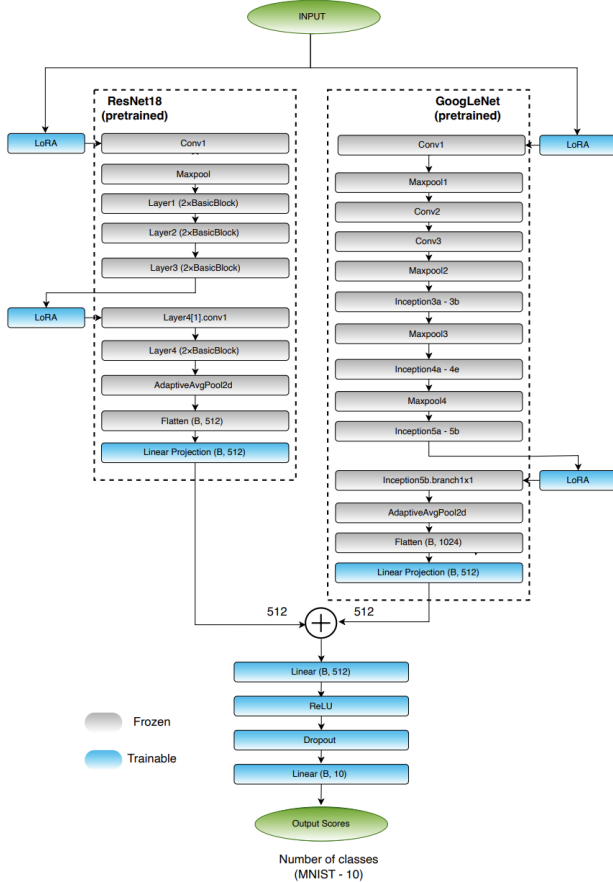 INPUT
ResNet18
(pretrained)
LoRA
Conv1
Maxpool
Layer1 (2×BasicBlock)
Layer2 (2×BasicBlock)
Layer3 (2×BasicBlock)
LoRA
Layer4[1].conv1
Layer4 (2×BasicBlock)
AdaptiveAvgPool2d
Flatten (B, 512)
Linear Projection (B, 512)
GoogLeNet
(pretrained)
Conv1
LoRA
Maxpool1
Conv2
Conv3
Maxpool2
Inception3a - 3b
Maxpool3
Inception4a - 4e
Maxpool4
Inception5a - 5b
Inception5b.branch1x1
LoRA
AdaptiveAvgPool2d
Flatten (B, 1024)
Linear Projection (B, 512)
512
512
Linear (B, 512)
ReLU
Dropout
Linear (B, 10)
Output Scores
Number of classes
(MNIST - 10)
Frozen
Trainable